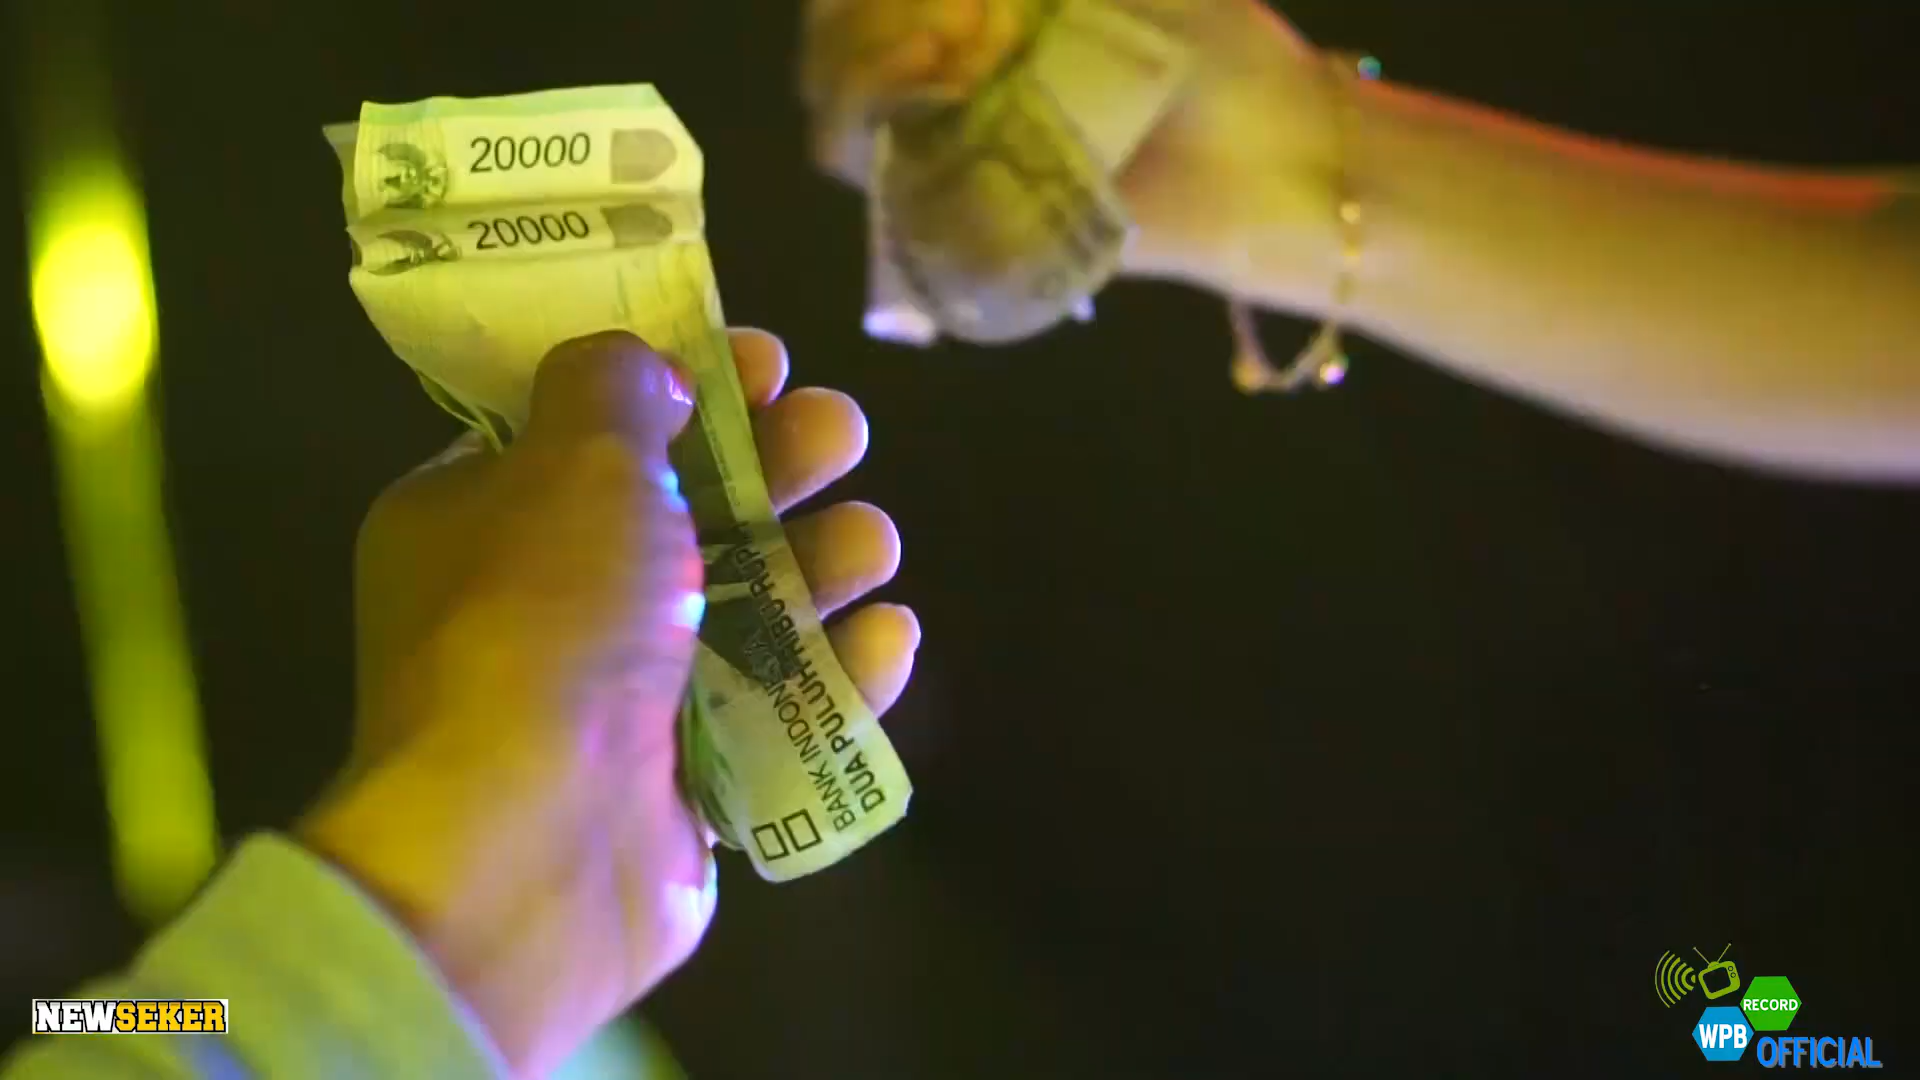 20000
20000
BANK INDONESIA
DUA PULUH RIBU RUPIAH
NEWSEKER
RECORD
WPB
OFFICIAL